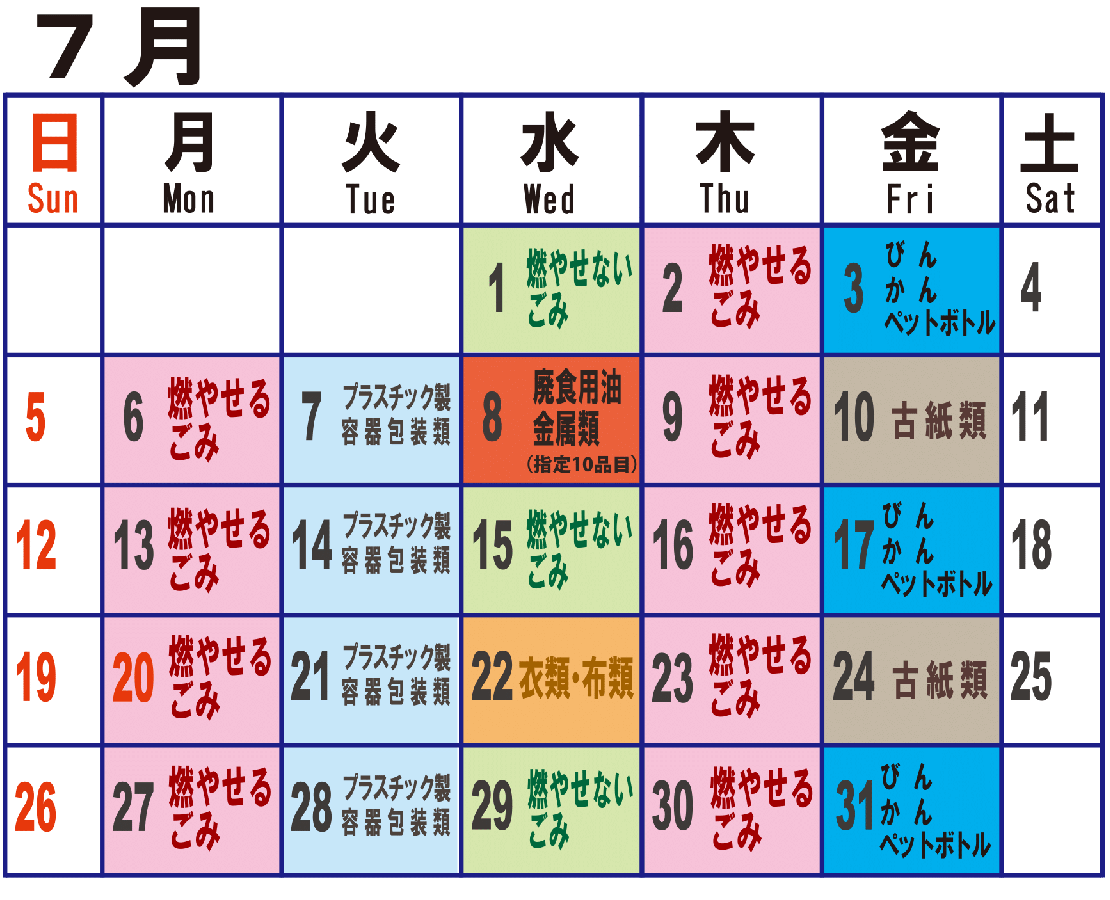 7月
日 月 火 水 木 金 土
Sun Mon Tue Wed Thu Fri Sat
1 燃やせない
ごみ
2 燃やせる
ごみ
3 びん
かん
ペットボトル
4
5
6 燃やせる
ごみ
7 プラスチック製
容器包装類
8 廃食用油
金属類
(指定10品目)
9 燃やせる
ごみ
10 古紙類
11
12
13 燃やせる
ごみ
14 プラスチック製
容器包装類
15 燃やせない
ごみ
16 燃やせる
ごみ
17 びん
かん
ペットボトル
18
19
20 燃やせる
ごみ
21 プラスチック製
容器包装類
22 衣類・布類
23 燃やせる
ごみ
24 古紙類
25
26
27 燃やせる
ごみ
28 プラスチック製
容器包装類
29 燃やせない
ごみ
30 燃やせる
ごみ
31 びん
かん
ペットボトル